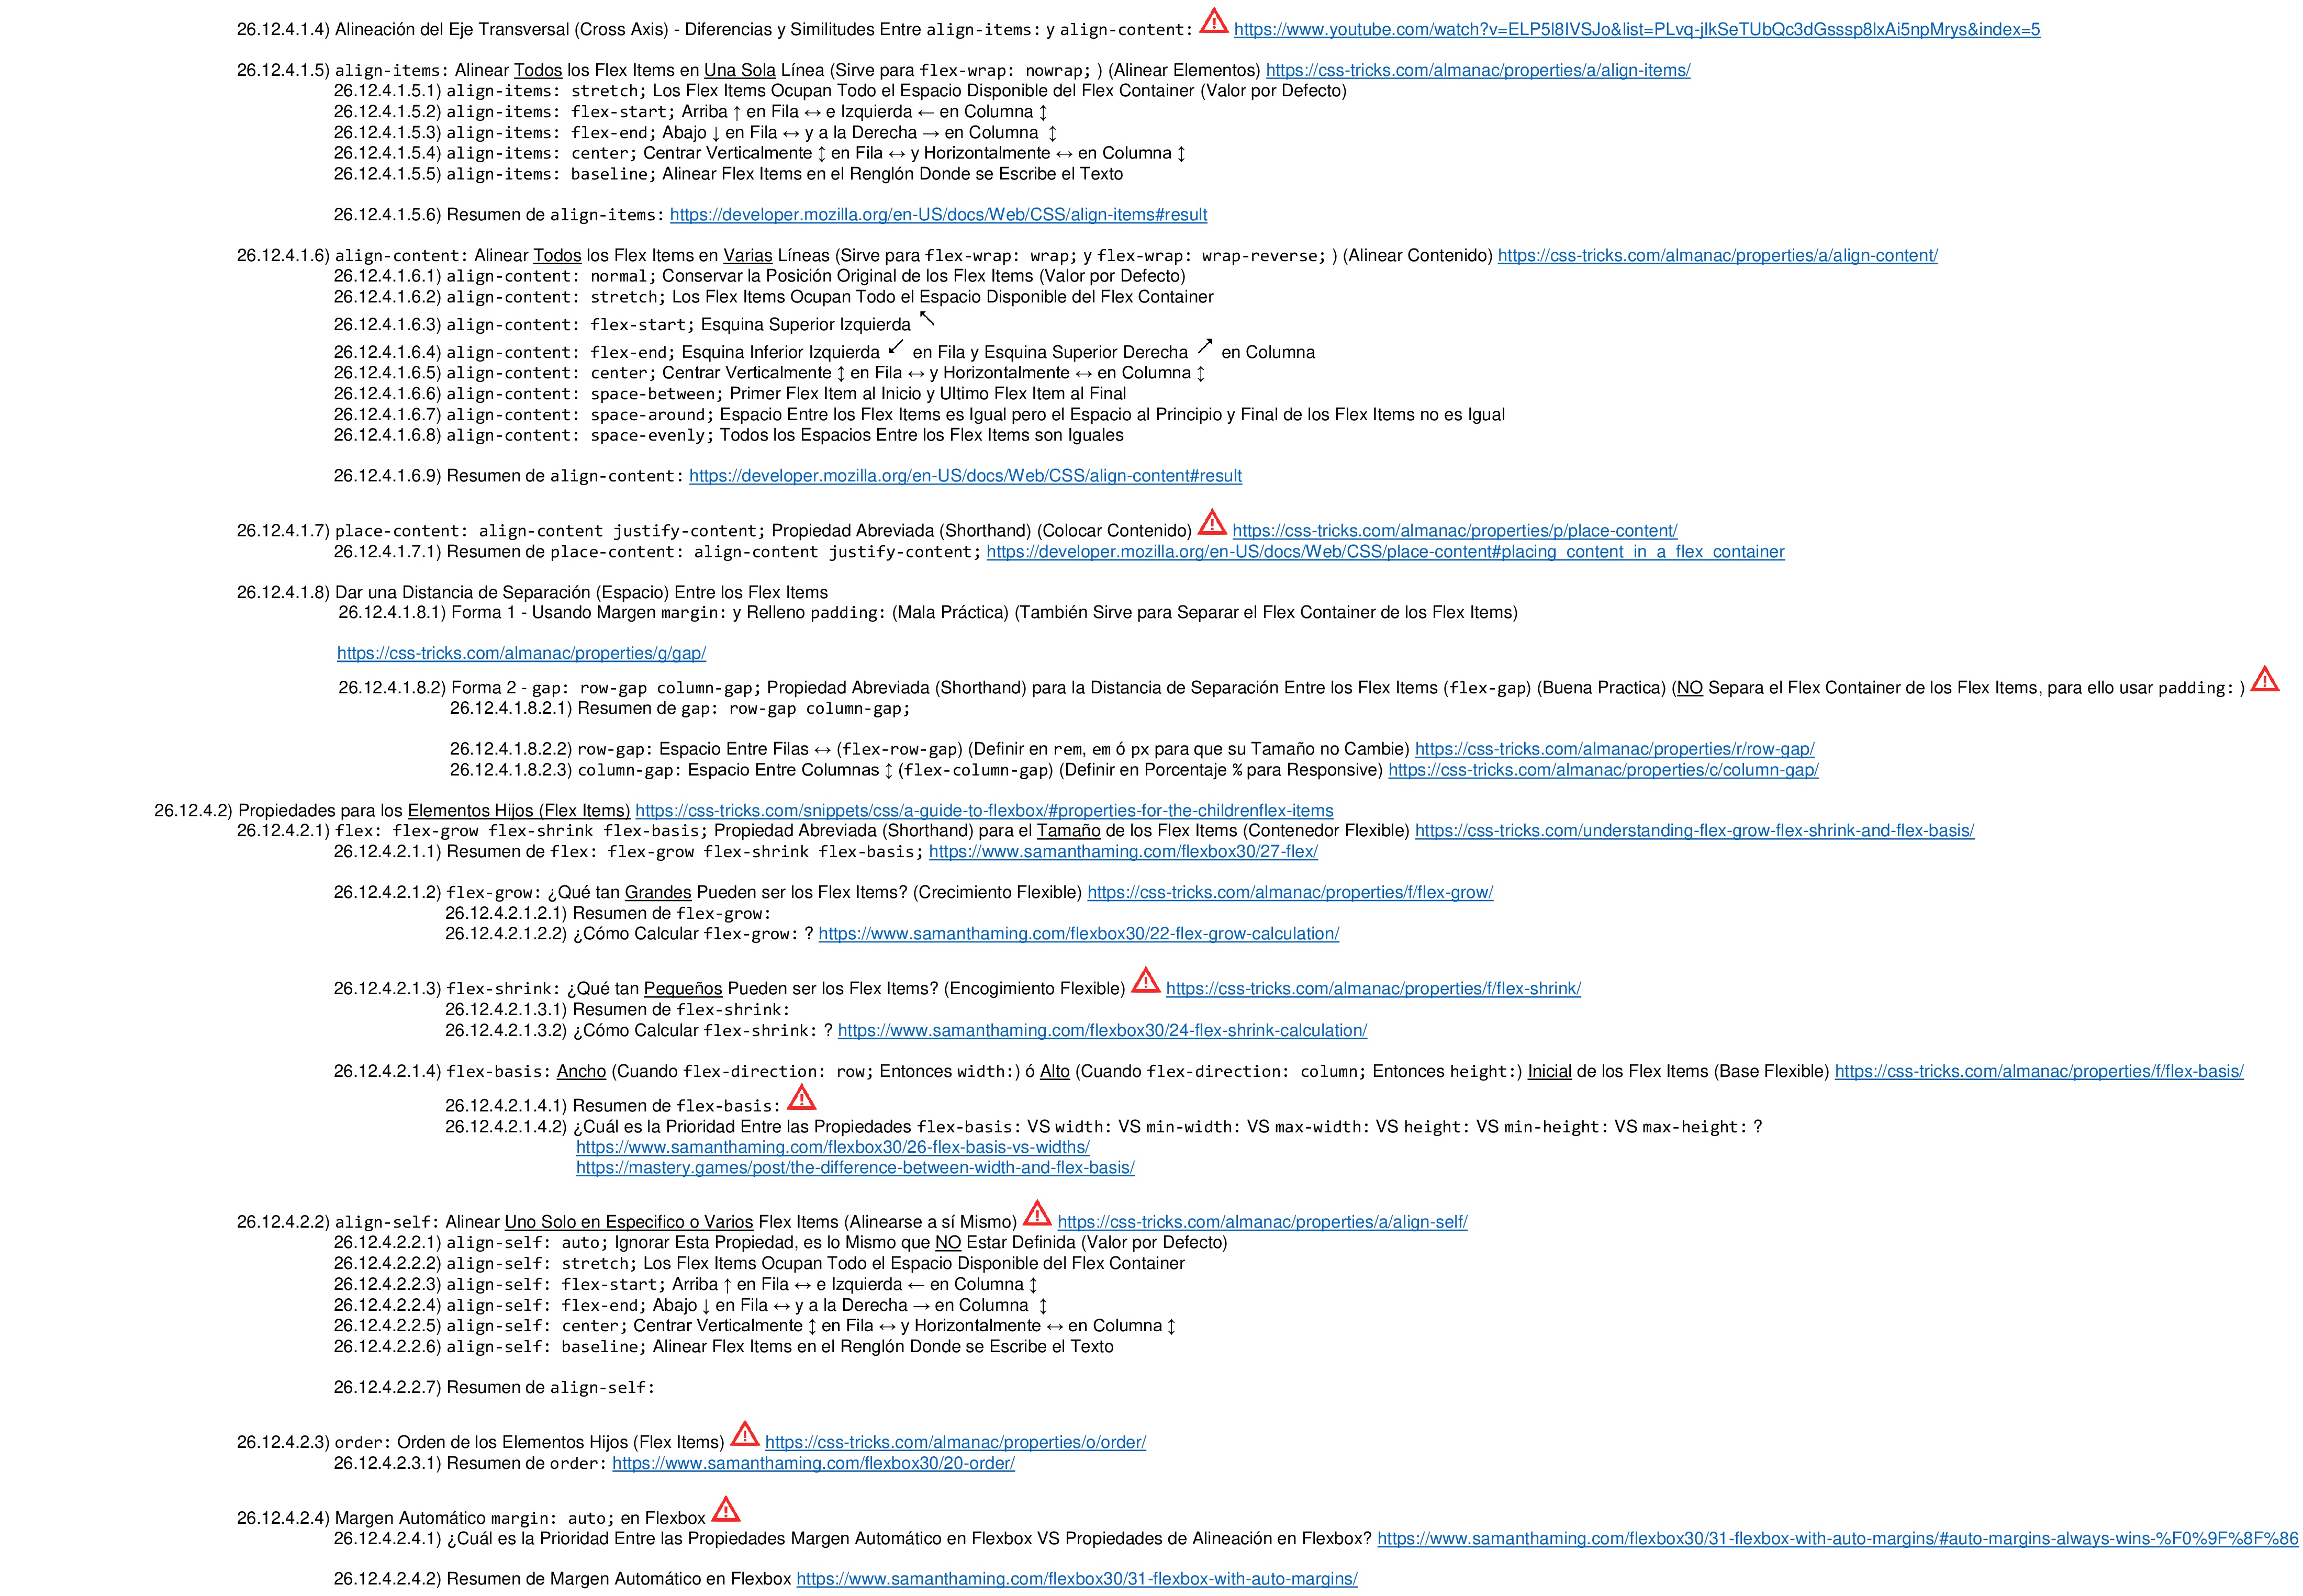 26.12.4.1.4) Alineación del Eje Transversal (Cross Axis) - Diferencias y Similitudes Entre align-items: y align-content: https://www.youtube.com/watch?v=ELP5l8IVSJo&list=PLvq-jIkSeTUbQc3dGsssp8lxAi5npMrys&index=5
26.12.4.1.5) align-items: Alinear Todos los Flex Items en Una Sola Línea (Sirve para flex-wrap: nowrap; ) (Alinear Elementos) https://css-tricks.com/almanac/properties/a/align-items/
26.12.4.1.5.1) align-items: stretch; Los Flex Items Ocupan Todo el Espacio Disponible del Flex Container (Valor por Defecto)
26.12.4.1.5.2) align-items: flex-start; Arriba ↑ en Fila ↔ e Izquierda ← en Columna ↕
26.12.4.1.5.3) align-items: flex-end; Abajo ↓ en Fila ↔ y a la Derecha → en Columna ↕
26.12.4.1.5.4) align-items: center; Centrar Verticalmente ↕ en Fila ↔ y Horizontalmente ↔ en Columna ↕
26.12.4.1.5.5) align-items: baseline; Alinear Flex Items en el Renglón Donde se Escribe el Texto
26.12.4.1.5.6) Resumen de align-items: https://developer.mozilla.org/en-US/docs/Web/CSS/align-items#result
26.12.4.1.6) align-content: Alinear Todos los Flex Items en Varias Líneas (Sirve para flex-wrap: wrap; y flex-wrap: wrap-reverse; ) (Alinear Contenido) https://css-tricks.com/almanac/properties/a/align-content/
26.12.4.1.6.1) align-content: normal; Conservar la Posición Original de los Flex Items (Valor por Defecto)
26.12.4.1.6.2) align-content: stretch; Los Flex Items Ocupan Todo el Espacio Disponible del Flex Container
26.12.4.1.6.3) align-content: flex-start; Esquina Superior Izquierda ↖
26.12.4.1.6.4) align-content: flex-end; Esquina Inferior Izquierda ↙ en Fila y Esquina Superior Derecha ↗ en Columna
26.12.4.1.6.5) align-content: center; Centrar Verticalmente ↕ en Fila ↔ y Horizontalmente ↔ en Columna ↕
26.12.4.1.6.6) align-content: space-between; Primer Flex Item al Inicio y Ultimo Flex Item al Final
26.12.4.1.6.7) align-content: space-around; Espacio Entre los Flex Items es Igual pero el Espacio al Principio y Final de los Flex Items no es Igual
26.12.4.1.6.8) align-content: space-evenly; Todos los Espacios Entre los Flex Items son Iguales
26.12.4.1.6.9) Resumen de align-content: https://developer.mozilla.org/en-US/docs/Web/CSS/align-content#result
26.12.4.1.7) place-content: align-content justify-content; Propiedad Abreviada (Shorthand) (Colocar Contenido) https://css-tricks.com/almanac/properties/p/place-content/
26.12.4.1.7.1) Resumen de place-content: align-content justify-content; https://developer.mozilla.org/en-US/docs/Web/CSS/place-content#placing_content_in_a_flex_container
26.12.4.1.8) Dar una Distancia de Separación (Espacio) Entre los Flex Items
26.12.4.1.8.1) Forma 1 - Usando Margen margin: y Relleno padding: (Mala Práctica) (También Sirve para Separar el Flex Container de los Flex Items)
https://css-tricks.com/almanac/properties/g/gap/
26.12.4.1.8.2) Forma 2 - gap: row-gap column-gap; Propiedad Abreviada (Shorthand) para la Distancia de Separación Entre los Flex Items (flex-gap) (Buena Practica) (NO Separa el Flex Container de los Flex Items, para ello usar padding: )
26.12.4.1.8.2.1) Resumen de gap: row-gap column-gap;
26.12.4.1.8.2.2) row-gap: Espacio Entre Filas ↔ (flex-row-gap) (Definir en rem, em ó px para que su Tamaño no Cambie) https://css-tricks.com/almanac/properties/r/row-gap/
26.12.4.1.8.2.3) column-gap: Espacio Entre Columnas ↕ (flex-column-gap) (Definir en Porcentaje % para Responsive) https://css-tricks.com/almanac/properties/c/column-gap/
26.12.4.2) Propiedades para los Elementos Hijos (Flex Items) https://css-tricks.com/snippets/css/a-guide-to-flexbox/#properties-for-the-childrenflex-items
26.12.4.2.1) flex: flex-grow flex-shrink flex-basis; Propiedad Abreviada (Shorthand) para el Tamaño de los Flex Items (Contenedor Flexible) https://css-tricks.com/understanding-flex-grow-flex-shrink-and-flex-basis/
26.12.4.2.1.1) Resumen de flex: flex-grow flex-shrink flex-basis; https://www.samanthaming.com/flexbox30/27-flex/
26.12.4.2.1.2) flex-grow: ¿Qué tan Grandes Pueden ser los Flex Items? (Crecimiento Flexible) https://css-tricks.com/almanac/properties/f/flex-grow/
26.12.4.2.1.2.1) Resumen de flex-grow:
26.12.4.2.1.2.2) ¿Cómo Calcular flex-grow: ? https://www.samanthaming.com/flexbox30/22-flex-grow-calculation/
26.12.4.2.1.3) flex-shrink: ¿Qué tan Pequeños Pueden ser los Flex Items? (Encogimiento Flexible) https://css-tricks.com/almanac/properties/f/flex-shrink/
26.12.4.2.1.3.1) Resumen de flex-shrink:
26.12.4.2.1.3.2) ¿Cómo Calcular flex-shrink: ? https://www.samanthaming.com/flexbox30/24-flex-shrink-calculation/
26.12.4.2.1.4) flex-basis: Ancho (Cuando flex-direction: row; Entonces width:) ó Alto (Cuando flex-direction: column; Entonces height:) Inicial de los Flex Items (Base Flexible) https://css-tricks.com/almanac/properties/f/flex-basis/
26.12.4.2.1.4.1) Resumen de flex-basis:
26.12.4.2.1.4.2) ¿Cuál es la Prioridad Entre las Propiedades flex-basis: VS width: VS min-width: VS max-width: VS height: VS min-height: VS max-height: ?
https://www.samanthaming.com/flexbox30/26-flex-basis-vs-widths/
https://mastery.games/post/the-difference-between-width-and-flex-basis/
26.12.4.2.2) align-self: Alinear Uno Solo en Especifico o Varios Flex Items (Alinearse a sí Mismo) https://css-tricks.com/almanac/properties/a/align-self/
26.12.4.2.2.1) align-self: auto; Ignorar Esta Propiedad, es lo Mismo que NO Estar Definida (Valor por Defecto)
26.12.4.2.2.2) align-self: stretch; Los Flex Items Ocupan Todo el Espacio Disponible del Flex Container
26.12.4.2.2.3) align-self: flex-start; Arriba ↑ en Fila ↔ e Izquierda ← en Columna ↕
26.12.4.2.2.4) align-self: flex-end; Abajo ↓ en Fila ↔ y a la Derecha → en Columna ↕
26.12.4.2.2.5) align-self: center; Centrar Verticalmente ↕ en Fila ↔ y Horizontalmente ↔ en Columna ↕
26.12.4.2.2.6) align-self: baseline; Alinear Flex Items en el Renglón Donde se Escribe el Texto
26.12.4.2.2.7) Resumen de align-self:
26.12.4.2.3) order: Orden de los Elementos Hijos (Flex Items) https://css-tricks.com/almanac/properties/o/order/
26.12.4.2.3.1) Resumen de order: https://www.samanthaming.com/flexbox30/20-order/
26.12.4.2.4) Margen Automático margin: auto; en Flexbox
26.12.4.2.4.1) ¿Cuál es la Prioridad Entre las Propiedades Margen Automático en Flexbox VS Propiedades de Alineación en Flexbox? https://www.samanthaming.com/flexbox30/31-flexbox-with-auto-margins/#auto-margins-always-wins-%F0%9F%8F%86
26.12.4.2.4.2) Resumen de Margen Automático en Flexbox https://www.samanthaming.com/flexbox30/31-flexbox-with-auto-margins/